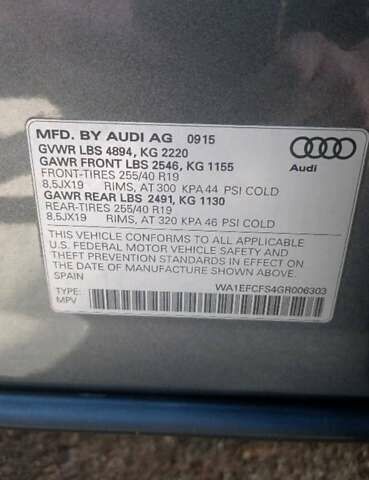 MFD. BY AUDI AG 0915
GVWR LBS 4894, KG 2220
GAWR FRONT LBS 2546, KG 1155
FRONT-TIRES 255/40 R19
8,5JX19 RIMS, AT 300 KPA 44 PSI COLD
GAWR REAR LBS 2491, KG 1130
REAR-TIRES 255/40 R19
8,5JX19 RIMS, AT 320 KPA 46 PSI COLD
Audi
THIS VEHICLE CONFORMS TO ALL APPLICABLE
U.S. FEDERAL MOTOR VEHICLE SAFETY AND
THEFT PREVENTION STANDARDS IN EFFECT ON
THE DATE OF MANUFACTURE SHOWN ABOVE.
SPAIN
TYPE:
MPV
WA1EFCFS4GR006303